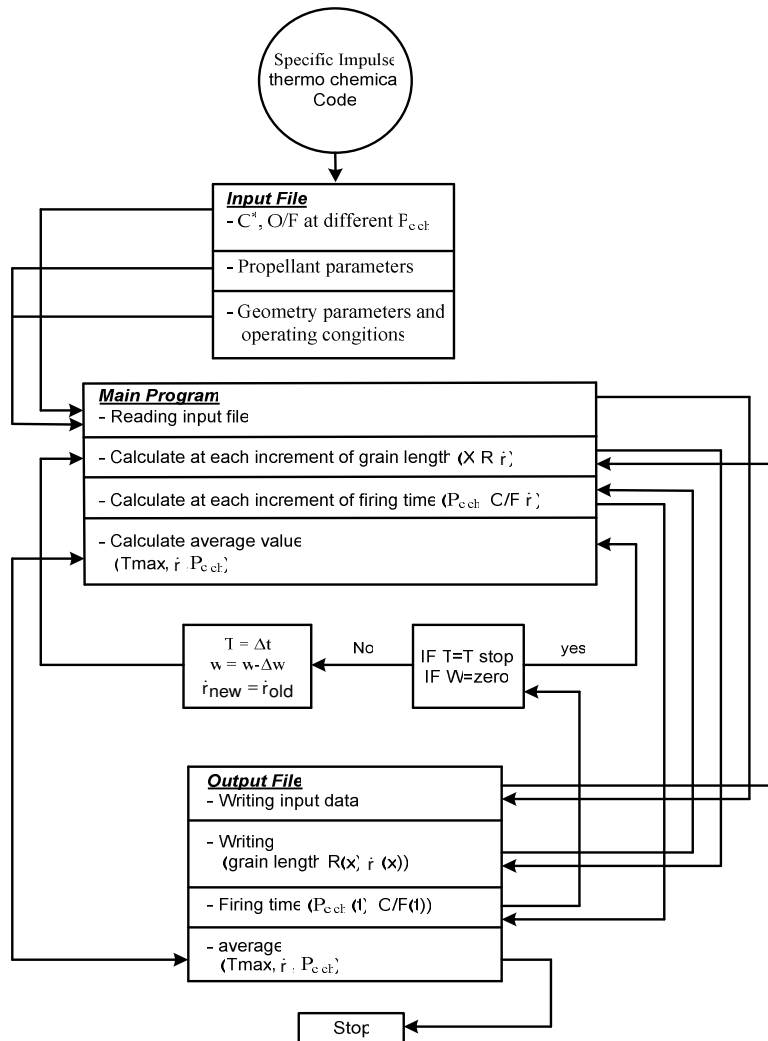 Specific Impulse
thermo chemica
Code
Input File
- C*, O/F at different Pc ch
- Propellant parameters
- Geometry parameters and
operating congitions
Main Program
- Reading input file
- Calculate at each increment of grain length (X R ṙ)
- Calculate at each increment of firing time (Pc ch C/F ṙ)
- Calculate average value
(Tmax, ṙ Pc ch)
T = Δt
w = w-Δw
ṙnew = ṙold
No
IF T=T stop
IF W=zero
yes
Output File
- Writing input data
- Writing
(grain length R(x) ṙ (x))
- Firing time (Pc ch (1) C/F(1))
- average
(Tmax, ṙ , Pc ch)
Stop